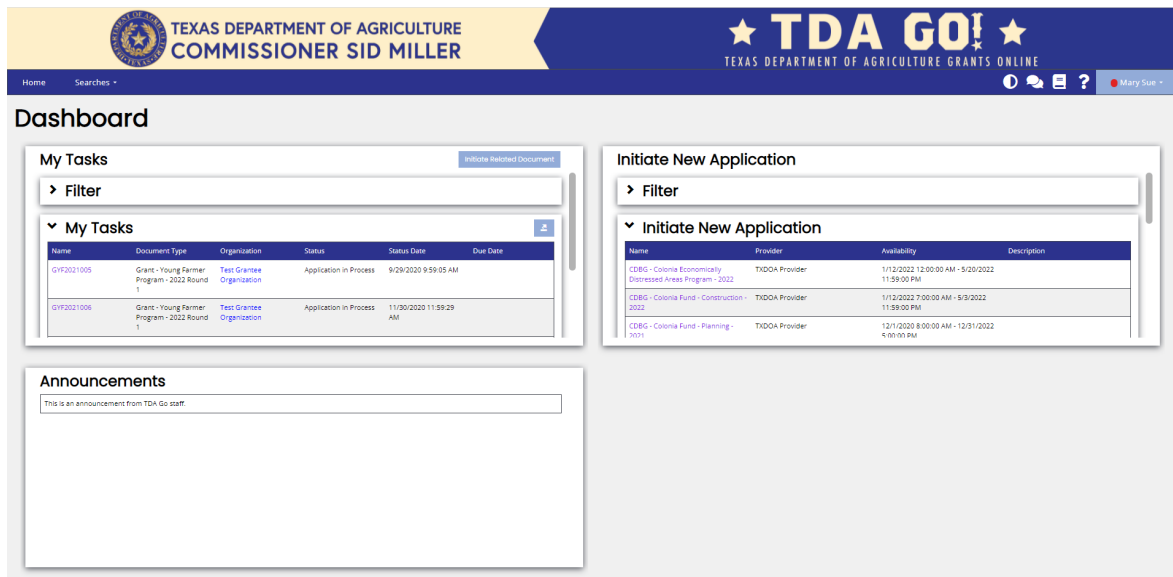 TEXAS DEPARTMENT OF AGRICULTURE
COMMISSIONER SID MILLER
TDA GO!
TEXAS DEPARTMENT OF AGRICULTURE GRANTS ONLINE
Home Searches
? Mary Sue
Dashboard
My Tasks
Initiate Related Document
Filter
My Tasks
Name Document Type Organization Status Status Date Due Date
GYF2021005 Grant - Young Farmer Test Grantee Application in Process 9/29/2020 9:59:05 AM
Program - 2022 Round Organization
1
GYF2021006 Grant - Young Farmer Test Grantee Application in Process 11/30/2020 11:59:29
Program - 2022 Round Organization AM
1
Initiate New Application
Filter
Initiate New Application
Name Provider Availability Description
CDBG - Colonia Economically TXDOA Provider 1/12/2022 12:00:00 AM - 5/20/2022
Distressed Areas Program - 2022 11:59:00 PM
CDBG - Colonia Fund - Construction - TXDOA Provider 1/12/2022 7:00:00 AM - 5/3/2022
2022 11:59:00 PM
CDBG - Colonia Fund - Planning - TXDOA Provider 12/1/2020 8:00:00 AM - 12/31/2022
2021 5:00:00 PM
Announcements
This is an announcement from TDA Go staff.